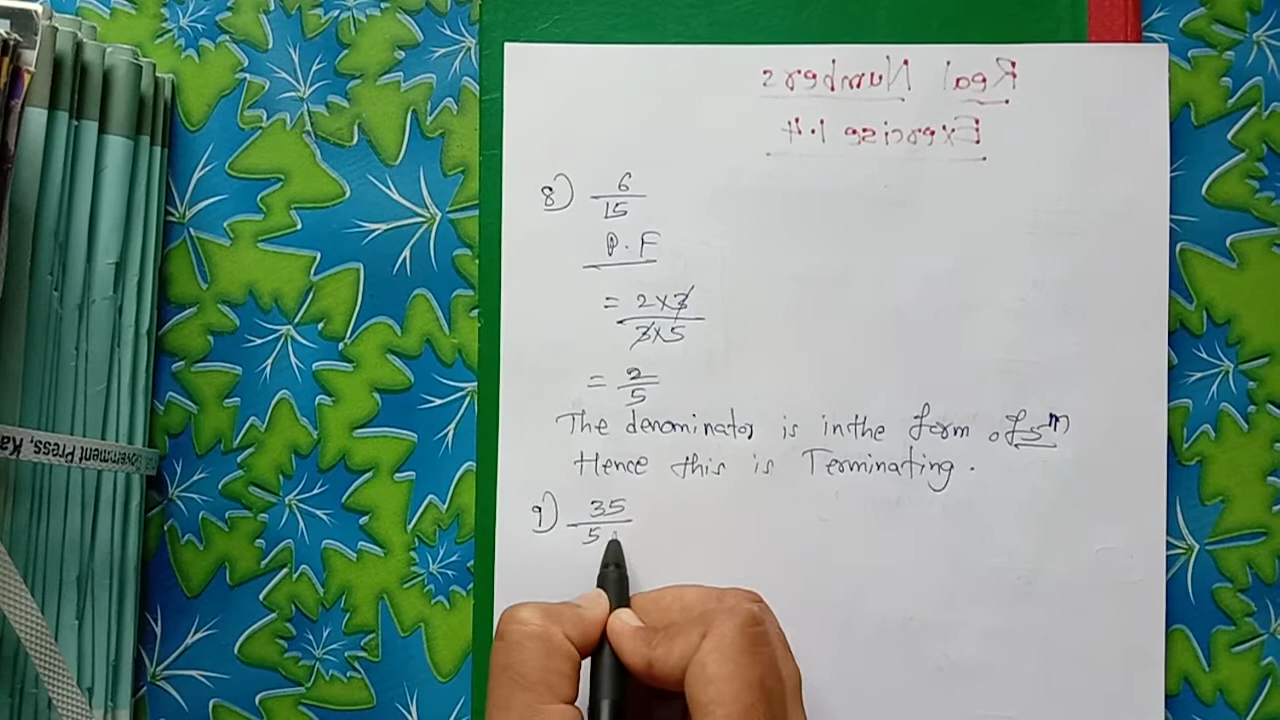 Real Numbers
Exercise 1.4
8) 6/15
P.F
= 2×3/3×5
= 2/5
The denominator is in the form of 5^m
Hence this is Terminating.
9) 35/5
Government Press, Ka